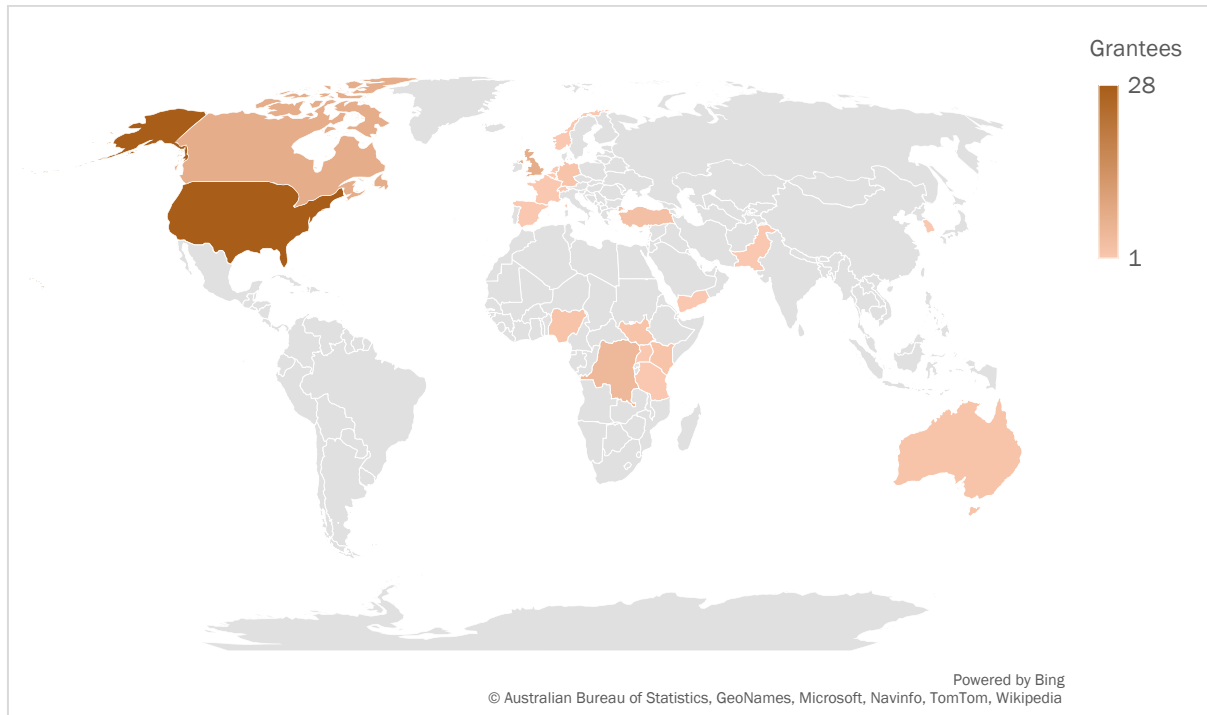 Grantees
28
1
Powered by Bing
© Australian Bureau of Statistics, GeoNames, Microsoft, Navinfo, TomTom, Wikipedia